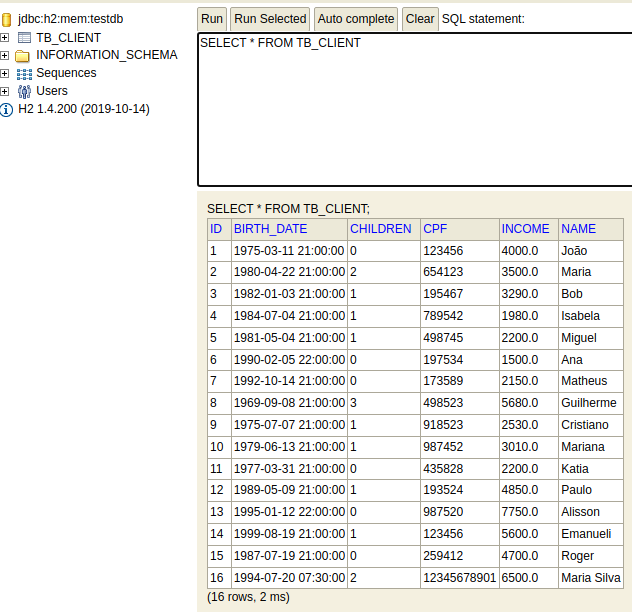 jdbc:h2:mem:testdb
TB_CLIENT
INFORMATION_SCHEMA
Sequences
Users
H2 1.4.200 (2019-10-14)
Run Run Selected Auto complete Clear SQL statement:
SELECT * FROM TB_CLIENT
SELECT * FROM TB_CLIENT;
ID BIRTH_DATE CHILDREN CPF INCOME NAME
1 1975-03-11 21:00:00 0 123456 4000.0 João
2 1980-04-22 21:00:00 2 654123 3500.0 Maria
3 1982-01-03 21:00:00 1 195467 3290.0 Bob
4 1984-07-04 21:00:00 1 789542 1980.0 Isabela
5 1981-05-04 21:00:00 1 498745 2200.0 Miguel
6 1990-02-05 22:00:00 0 197534 1500.0 Ana
7 1992-10-14 21:00:00 0 173589 2150.0 Matheus
8 1969-09-08 21:00:00 3 498523 5680.0 Guilherme
9 1975-07-07 21:00:00 1 918523 2530.0 Cristiano
10 1979-06-13 21:00:00 1 987452 3010.0 Mariana
11 1977-03-31 21:00:00 0 435828 2200.0 Katia
12 1989-05-09 21:00:00 1 193524 4850.0 Paulo
13 1995-01-12 22:00:00 0 987520 7750.0 Alisson
14 1999-08-19 21:00:00 1 123456 5600.0 Emanueli
15 1987-07-19 21:00:00 0 259412 4700.0 Roger
16 1994-07-20 07:30:00 2 12345678901 6500.0 Maria Silva
(16 rows, 2 ms)